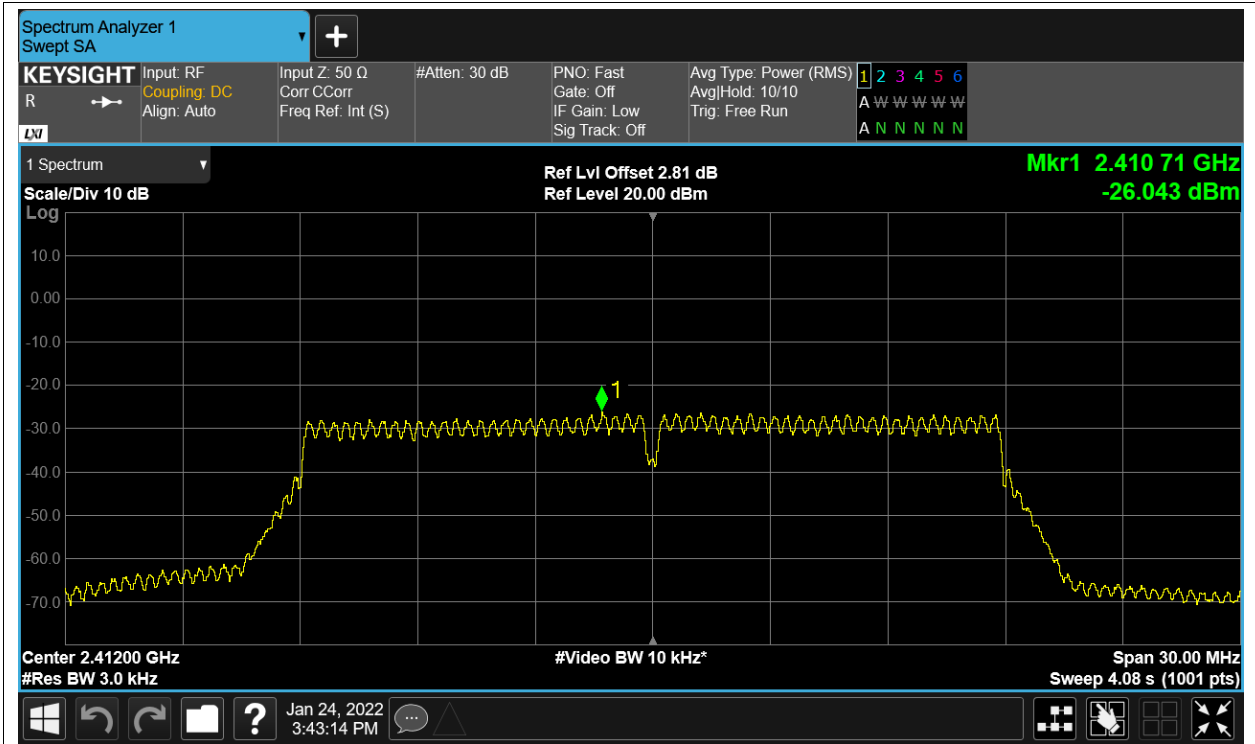 Spectrum Analyzer 1
Swept SA
KEYSIGHT
R
LXI
Input: RF
Coupling: DC
Align: Auto
Input Z: 50 Ω
Corr CCorr
Freq Ref: Int (S)
#Atten: 30 dB
PNO: Fast
Gate: Off
IF Gain: Low
Sig Track: Off
Avg Type: Power (RMS)
Avg|Hold: 10/10
Trig: Free Run
1 2 3 4 5 6
A W W W W W
A N N N N N
1 Spectrum
Scale/Div 10 dB
Log
Ref Lvl Offset 2.81 dB
Ref Level 20.00 dBm
Mkr1 2.410 71 GHz
-26.043 dBm
10.0
0.00
-10.0
-20.0
-30.0
-40.0
-50.0
-60.0
-70.0
1
Center 2.41200 GHz
#Res BW 3.0 kHz
#Video BW 10 kHz*
Span 30.00 MHz
Sweep 4.08 s (1001 pts)
?
Jan 24, 2022
3:43:14 PM